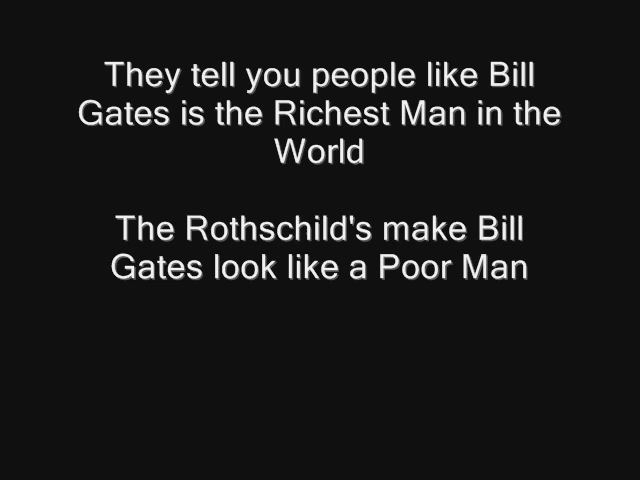 They tell you people like Bill
Gates is the Richest Man in the
World
The Rothschild's make Bill
Gates look like a Poor Man